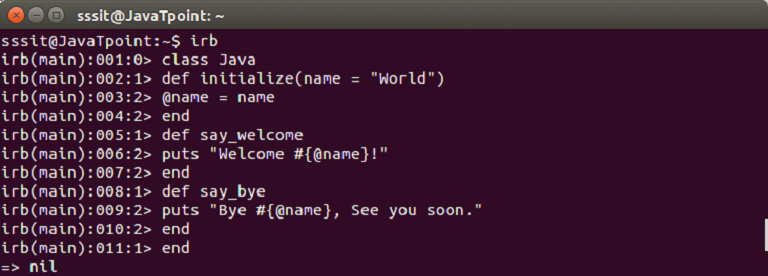 sssit@JavaTpoint: ~
sssit@JavaTpoint:~$ irb
irb(main):001:0> class Java
irb(main):002:1> def initialize(name = "World")
irb(main):003:2> @name = name
irb(main):004:2> end
irb(main):005:1> def say_welcome
irb(main):006:2> puts "Welcome #{@name}!"
irb(main):007:2> end
irb(main):008:1> def say_bye
irb(main):009:2> puts "Bye #{@name}, See you soon."
irb(main):010:2> end
irb(main):011:1> end
=> nil